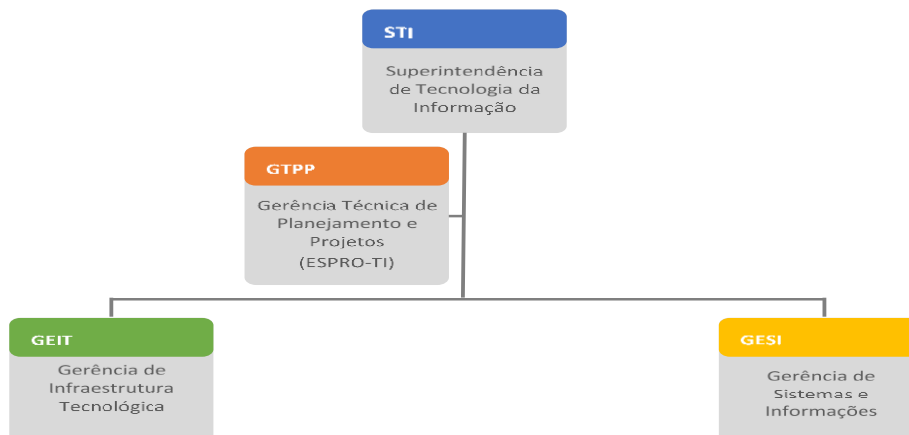 STI
Superintendência
de Tecnologia da
Informação
GTPP
Gerência Técnica de
Planejamento e
Projetos
(ESPRO-TI)
GEIT
Gerência de
Infraestrutura
Tecnológica
GESI
Gerência de
Sistemas e
Informações